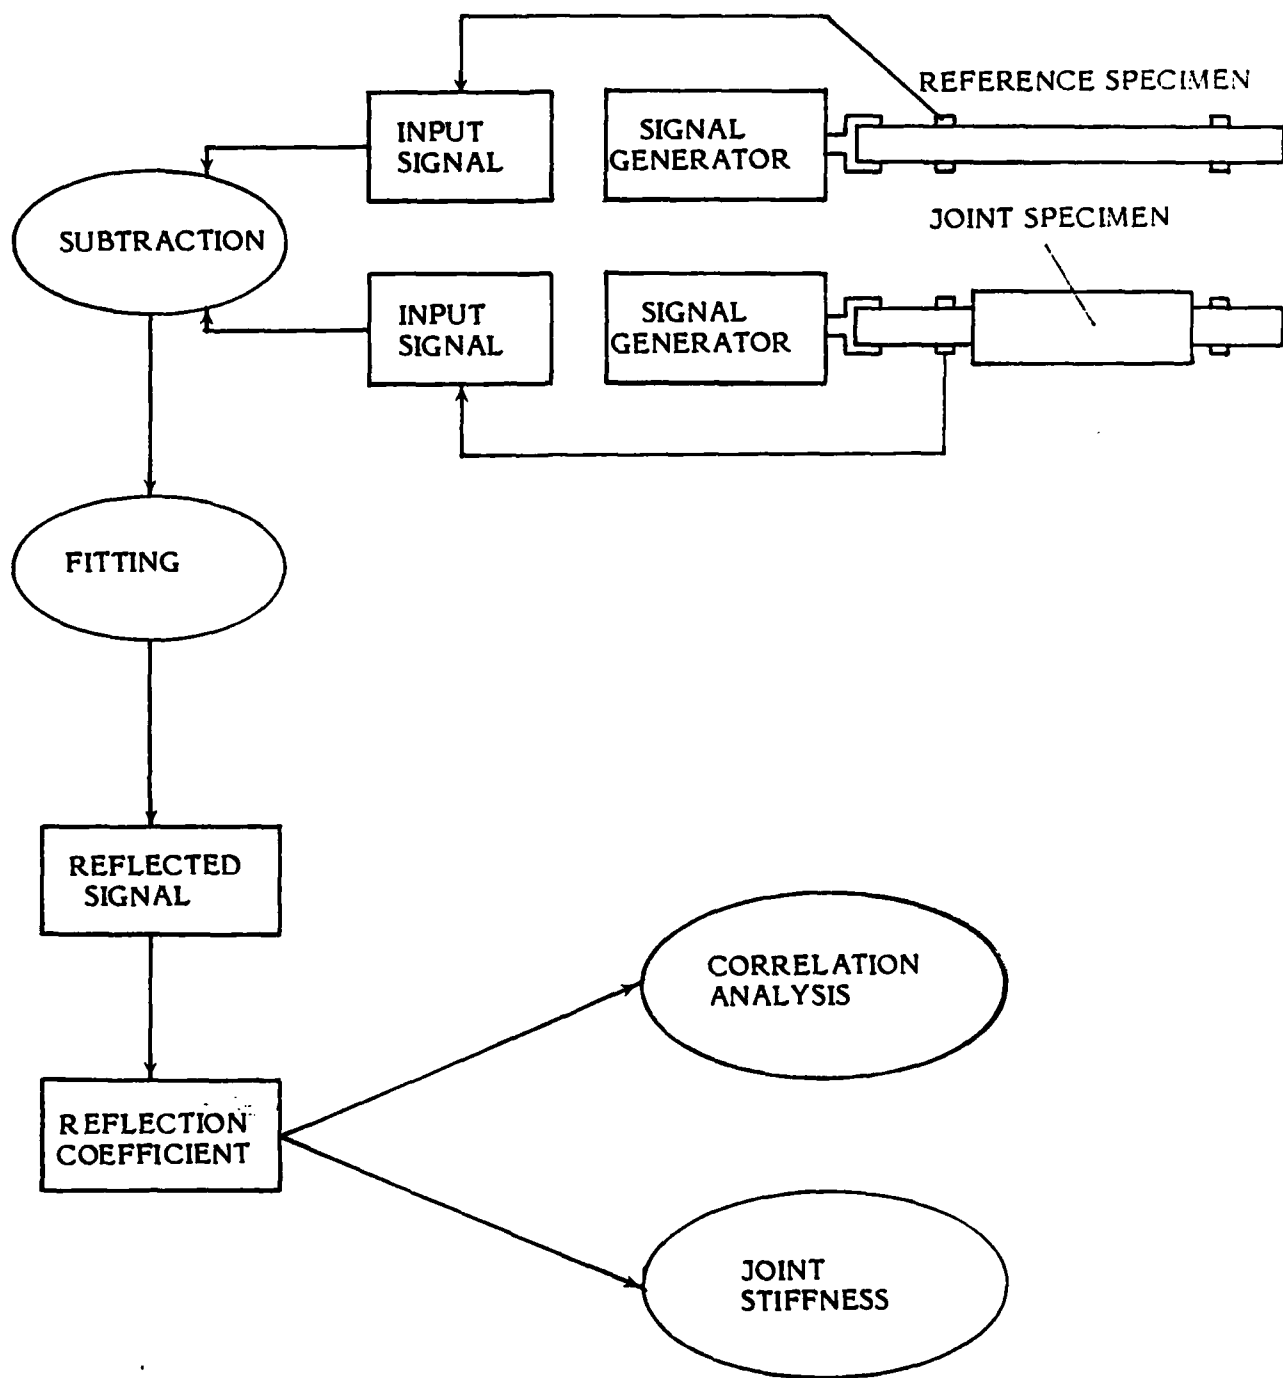 REFERENCE SPECIMEN
INPUT
SIGNAL
SIGNAL
GENERATOR
JOINT SPECIMEN
SUBTRACTION
INPUT
SIGNAL
SIGNAL
GENERATOR
FITTING
REFLECTED
SIGNAL
CORRELATION
ANALYSIS
REFLECTION
COEFFICIENT
JOINT
STIFFNESS